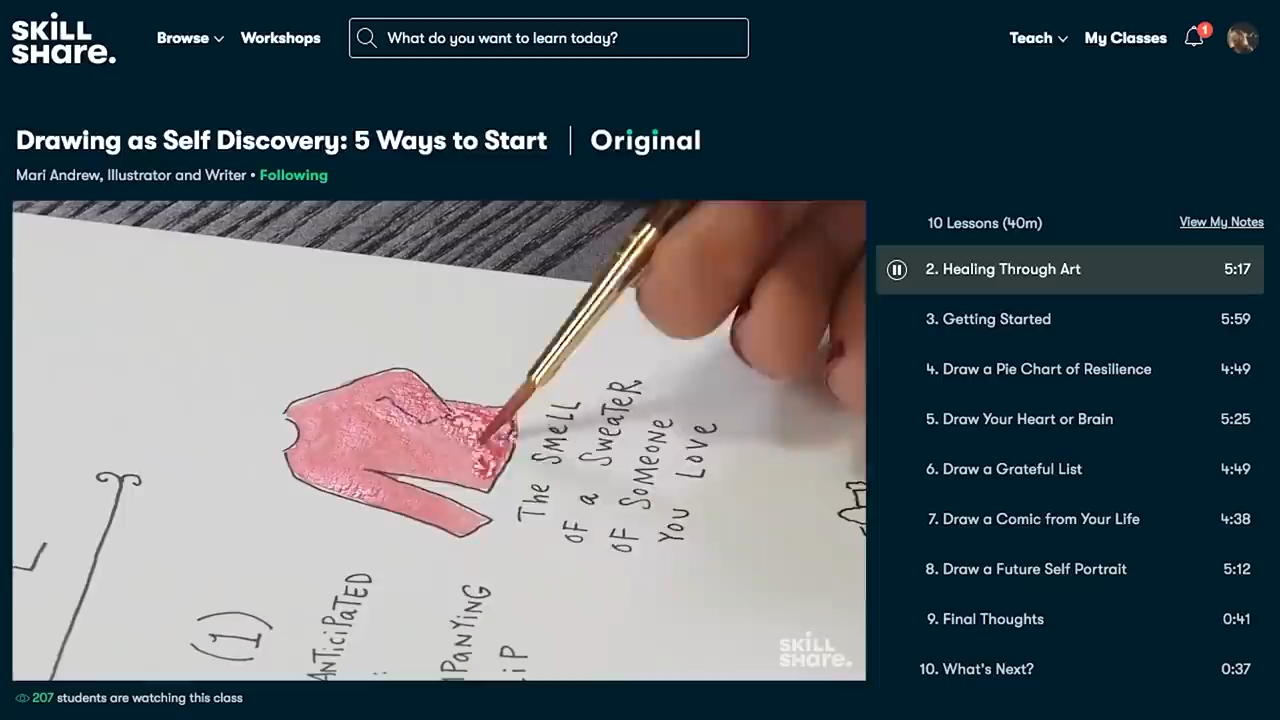 SKILL
SHARE.
Browse
Workshops
What do you want to learn today?
Teach
My Classes
1
Drawing as Self Discovery: 5 Ways to Start | Original
Mari Andrew, Illustrator and Writer • Following
10 Lessons (40m)
View My Notes
2. Healing Through Art 5:17
3. Getting Started 5:59
4. Draw a Pie Chart of Resilience 4:49
5. Draw Your Heart or Brain 5:25
6. Draw a Grateful List 4:49
7. Draw a Comic from Your Life 4:38
8. Draw a Future Self Portrait 5:12
9. Final Thoughts 0:41
10. What's Next? 0:37
THE SMELL
OF a SWEATER
OF SOMEONE
YOU LOVE
(1)
SKILL
SHARE.
207 students are watching this class